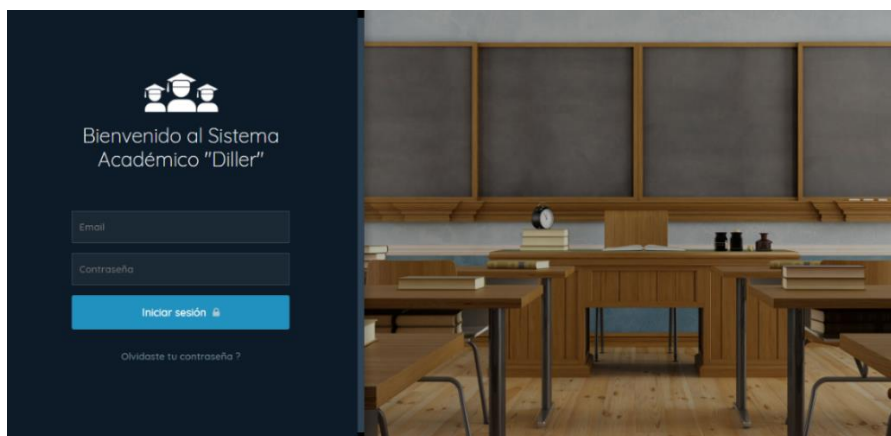 Bienvenido al Sistema
Académico "Diller"
Email
Contraseña
Iniciar sesión
Olvidaste tu contraseña ?